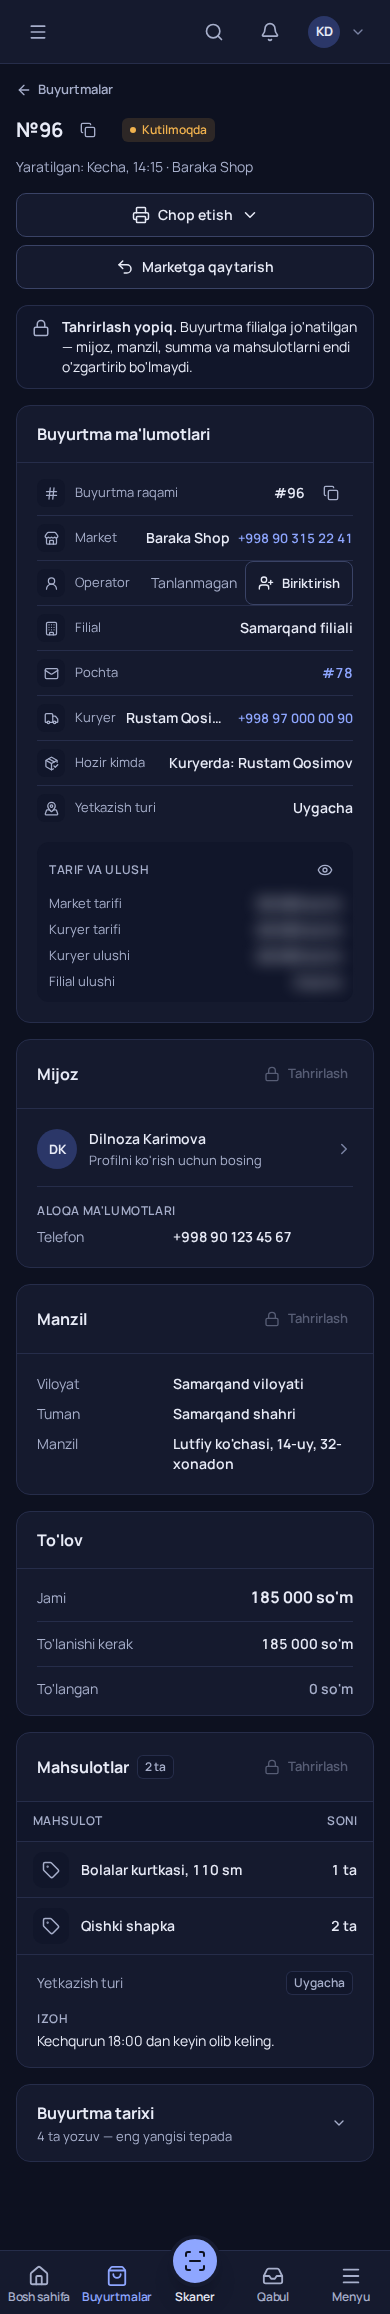 KD
Buyurtmalar
№96 Kutilmoqda
Yaratilgan: Kecha, 14:15 · Baraka Shop
Chop etish
Marketga qaytarish
Tahrirlash yopiq. Buyurtma filialga jo'natilgan
— mijoz, manzil, summa va mahsulotlarni endi
o'zgartirib bo'lmaydi.
Buyurtma ma'lumotlari
Buyurtma raqami #96
Market Baraka Shop +998 90 315 22 41
Operator Tanlanmagan Biriktirish
Filial Samarqand filiali
Pochta #78
Kuryer Rustam Qosi... +998 97 000 00 90
Hozir kimda Kuryerda: Rustam Qosimov
Yetkazish turi Uygacha
TARIF VA ULUSH
Market tarifi
Kuryer tarifi
Kuryer ulushi
Filial ulushi
Mijoz Tahrirlash
DK Dilnoza Karimova
Profilni ko'rish uchun bosing
ALOQA MA'LUMOTLARI
Telefon +998 90 123 45 67
Manzil Tahrirlash
Viloyat Samarqand viloyati
Tuman Samarqand shahri
Manzil Lutfiy ko'chasi, 14-uy, 32-
xonadon
To'lov
Jami 185 000 so'm
To'lanishi kerak 185 000 so'm
To'langan 0 so'm
Mahsulotlar 2 ta Tahrirlash
MAHSULOT SONI
Bolalar kurtkasi, 110 sm 1 ta
Qishki shapka 2 ta
Yetkazish turi Uygacha
IZOH
Kechqurun 18:00 dan keyin olib keling.
Buyurtma tarixi
4 ta yozuv — eng yangisi tepada
Bosh sahifa Buyurtmalar Skaner Qabul Menyu